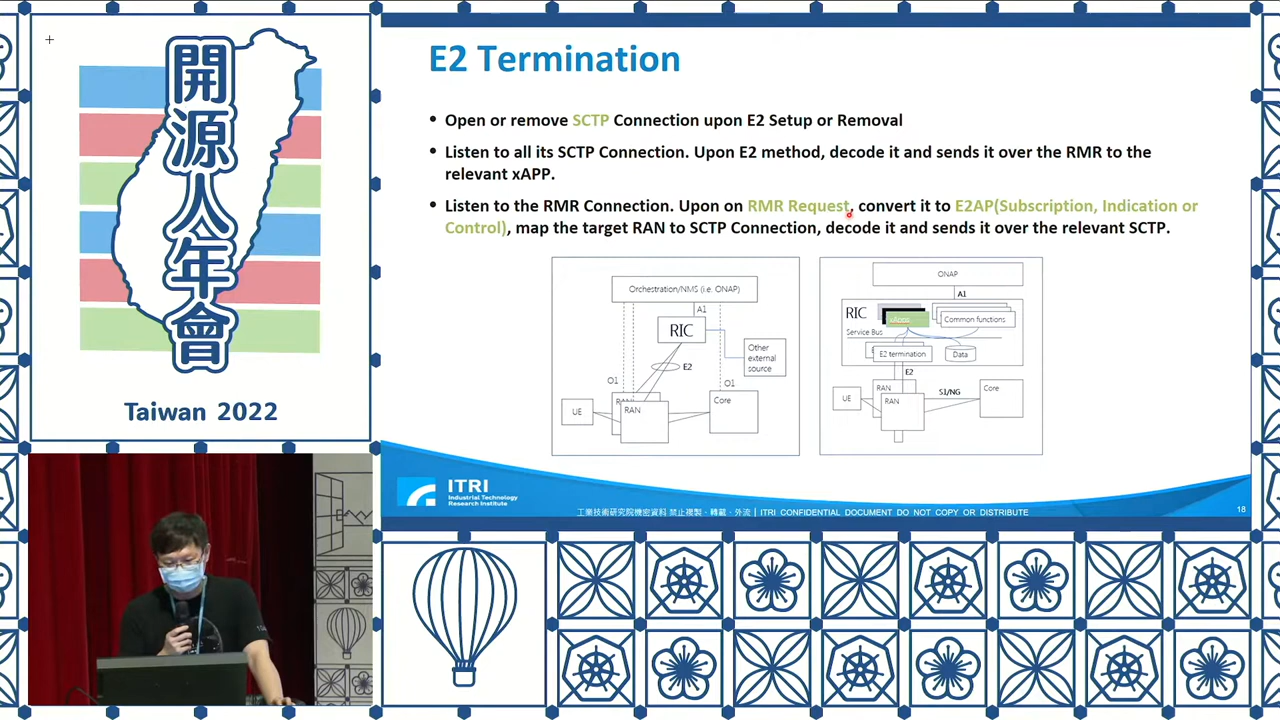 開源人年會
Taiwan 2022
E2 Termination
• Open or remove SCTP Connection upon E2 Setup or Removal
• Listen to all its SCTP Connection. Upon E2 method, decode it and sends it over the RMR to the
relevant xAPP.
• Listen to the RMR Connection. Upon on RMR Request, convert it to E2AP(Subscription, Indication or
Control), map the target RAN to SCTP Connection, decode it and sends it over the relevant SCTP.
Orchestration/NMS (i.e. ONAP)
A1
RIC
Other
external
source
E2
O1
O1
RAN
RAN
Core
UE
ONAP
A1
RIC
Common functions
Service Bus
E2 termination
Data
E2
RAN
RAN
UE
S1/NG
Core
ITRI
Industrial Technology
Research Institute
工業技術研究院機密資料 禁止複製、轉載、外流 | ITRI CONFIDENTIAL DOCUMENT DO NOT COPY OR DISTRIBUTE
18